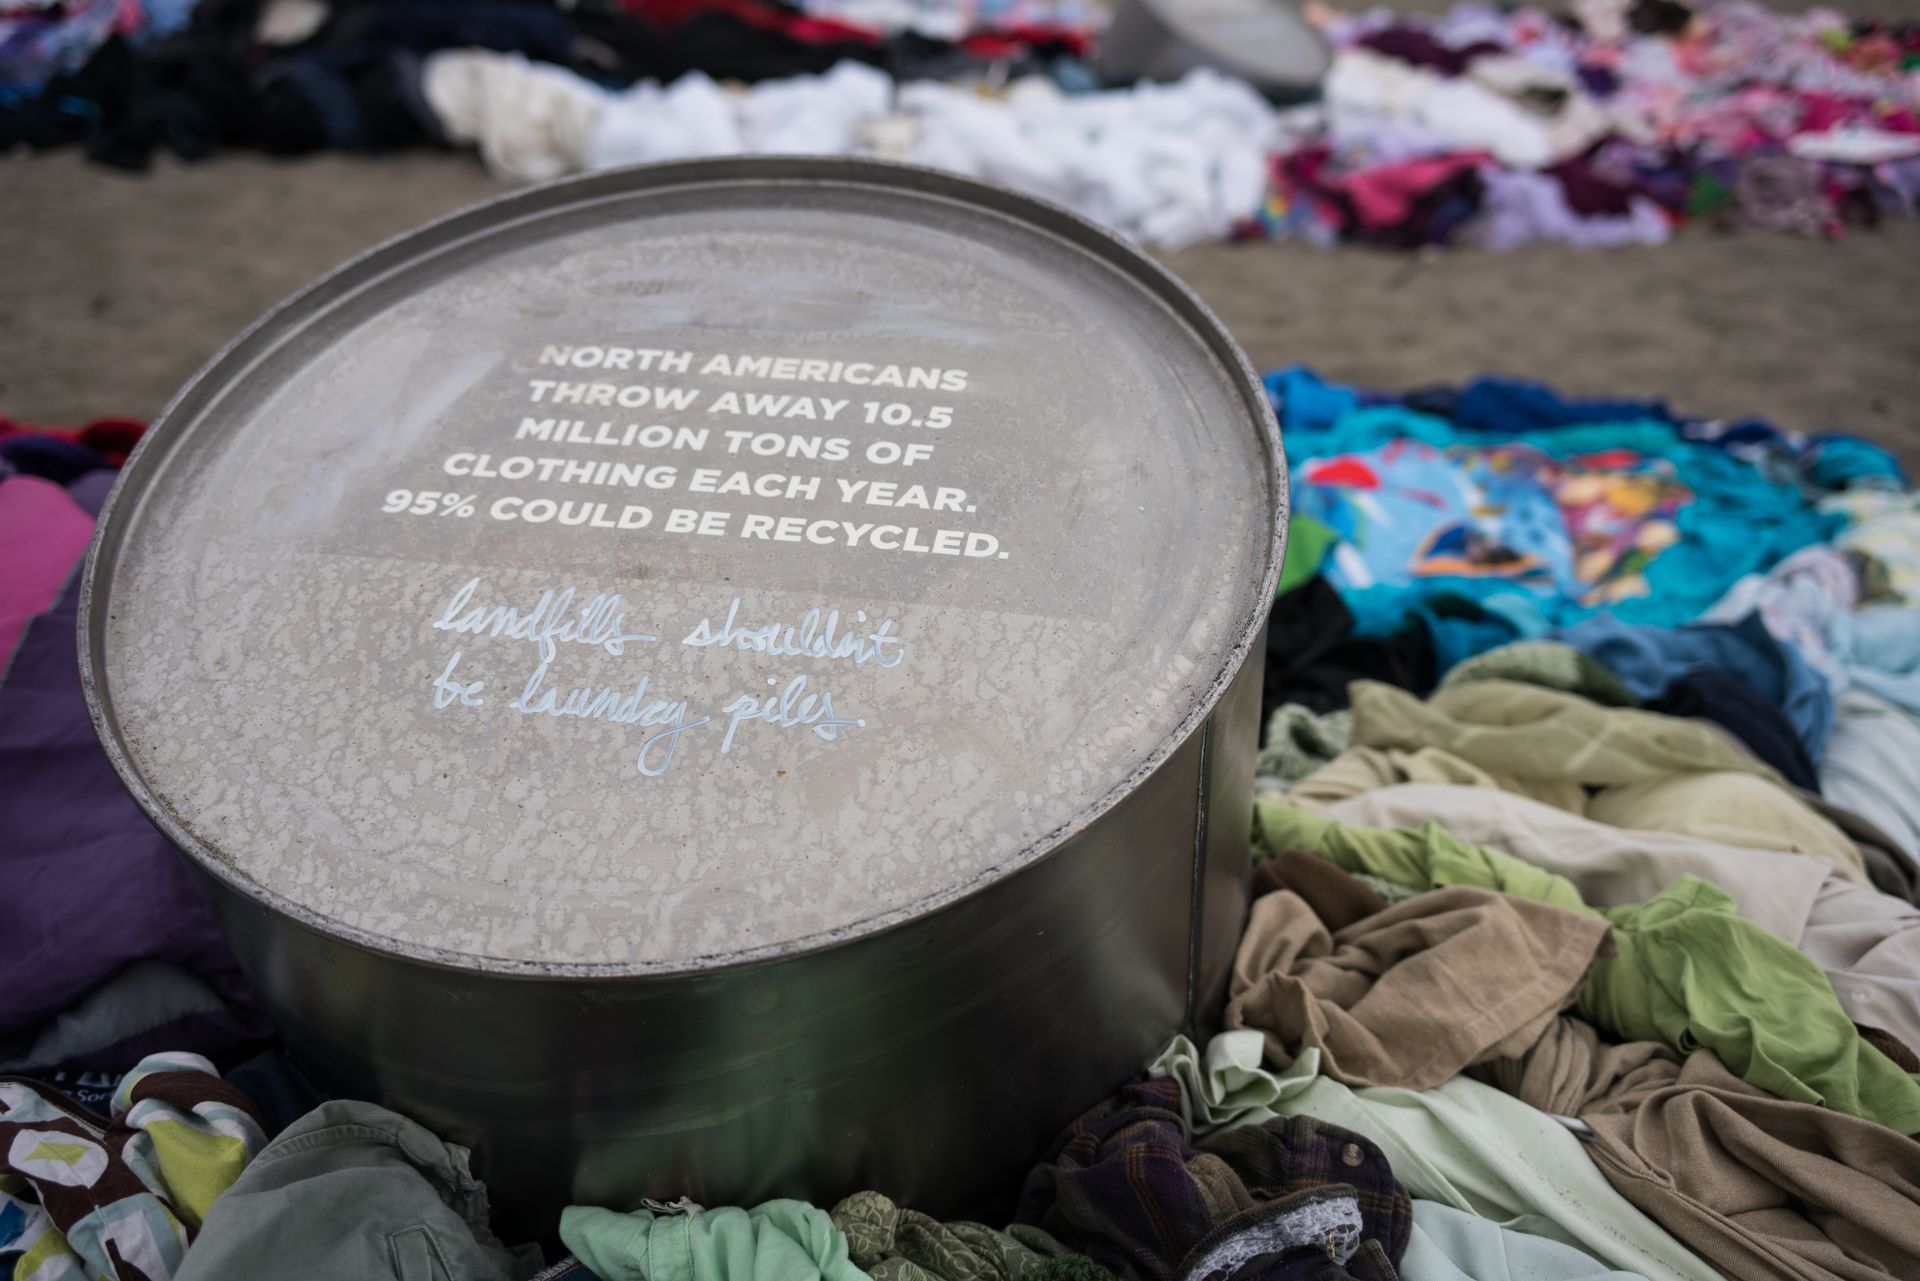 NORTH AMERICANS
THROW AWAY 10.5
MILLION TONS OF
CLOTHING EACH YEAR.
95% COULD BE RECYCLED.
landfills shouldn't
be laundry piles.